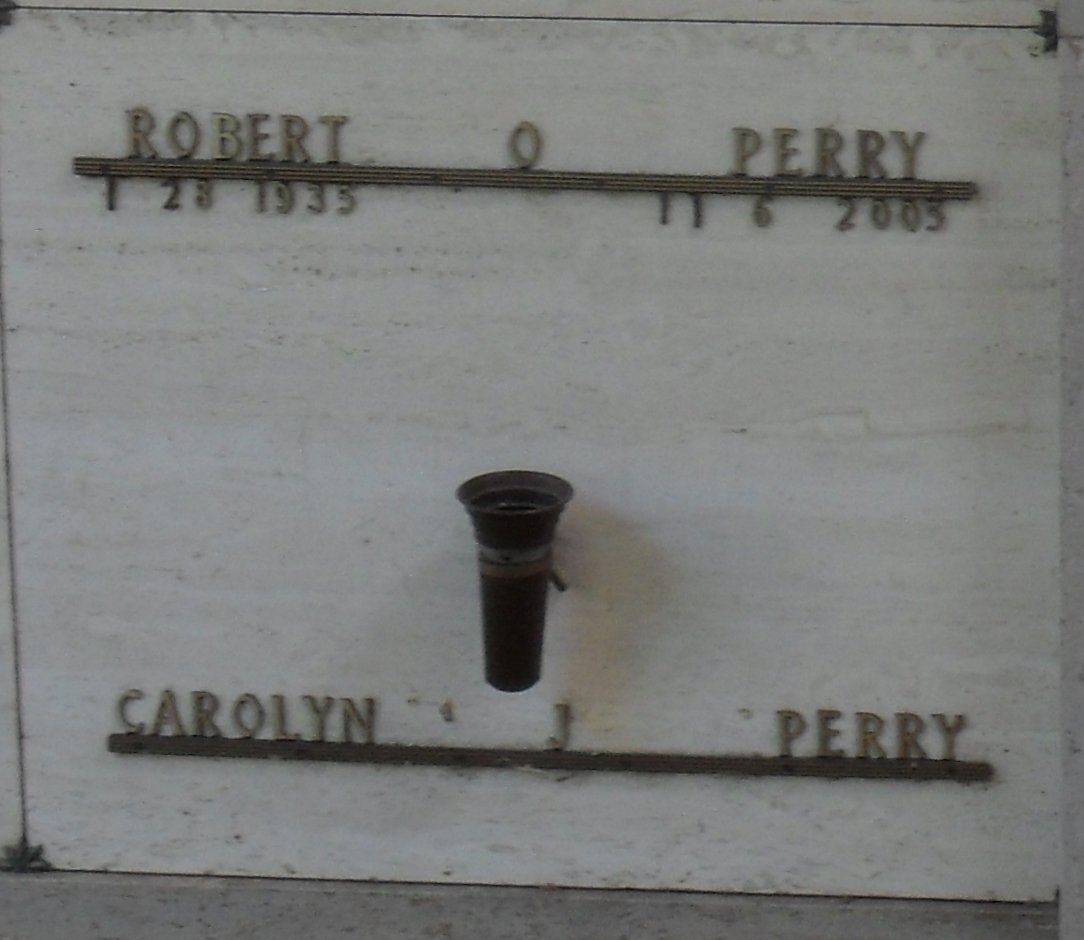 ROBERT O PERRY
1 28 1935 11 6 2005
CAROLYN J PERRY